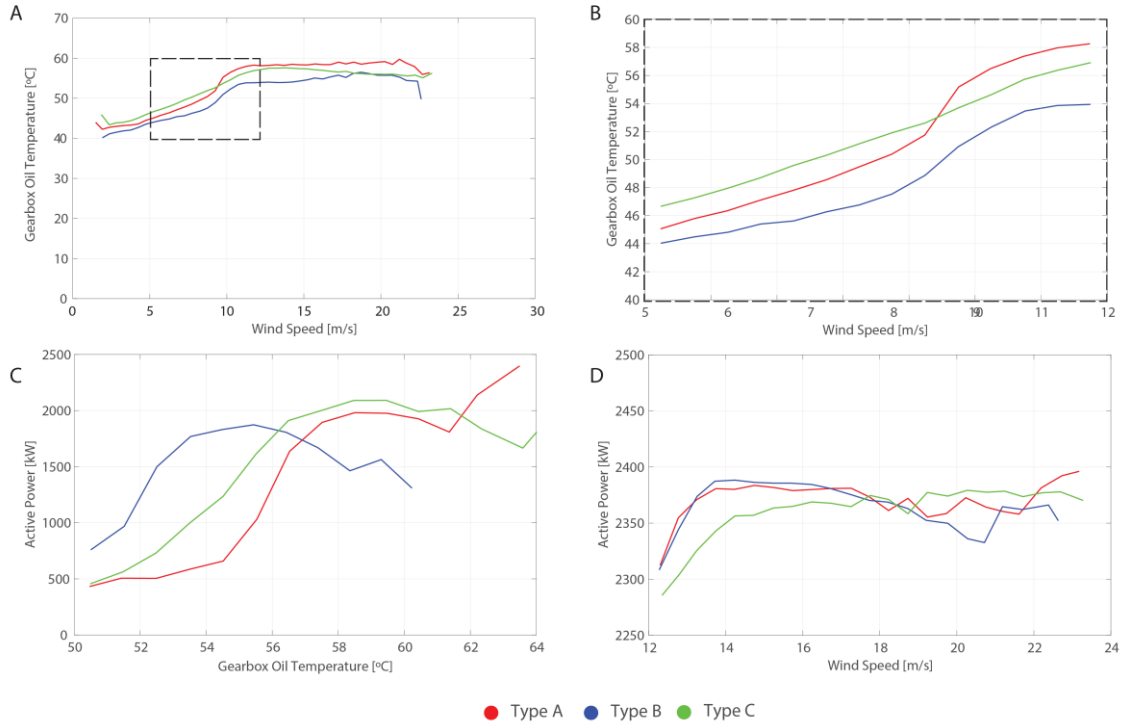 A
70
60
50
40
30
20
10
0
0 5 10 15 20 25 30
Gearbox Oil Temperature [ºC]
Wind Speed [m/s]
B
60
58
56
54
52
50
48
46
44
42
40
5 6 7 8 9 10 11 12
Gearbox Oil Temperature [ºC]
Wind Speed [m/s]
C
2500
2000
1500
1000
500
0
50 52 54 56 58 60 62 64
Active Power [kW]
Gearbox Oil Temperature [ºC]
D
2500
2450
2400
2350
2300
2250
12 14 16 18 20 22 24
Active Power [kW]
Wind Speed [m/s]
Type A Type B Type C